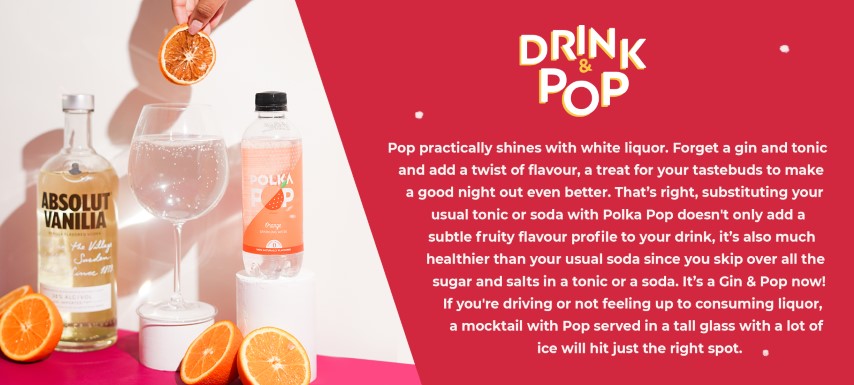 DRINK
&
POP
Pop practically shines with white liquor. Forget a gin and tonic
and add a twist of flavour, a treat for your tastebuds to make
a good night out even better. That's right, substituting your
usual tonic or soda with Polka Pop doesn't only add a
subtle fruity flavour profile to your drink, it's also much
healthier than your usual soda since you skip over all the
sugar and salts in a tonic or a soda. It's a Gin & Pop now!
If you're driving or not feeling up to consuming liquor,
a mocktail with Pop served in a tall glass with a lot of
ice will hit just the right spot.
ABSOLUT
VANILIA
the Village
Sweden
Since 1879
POLKA
POP
Orange